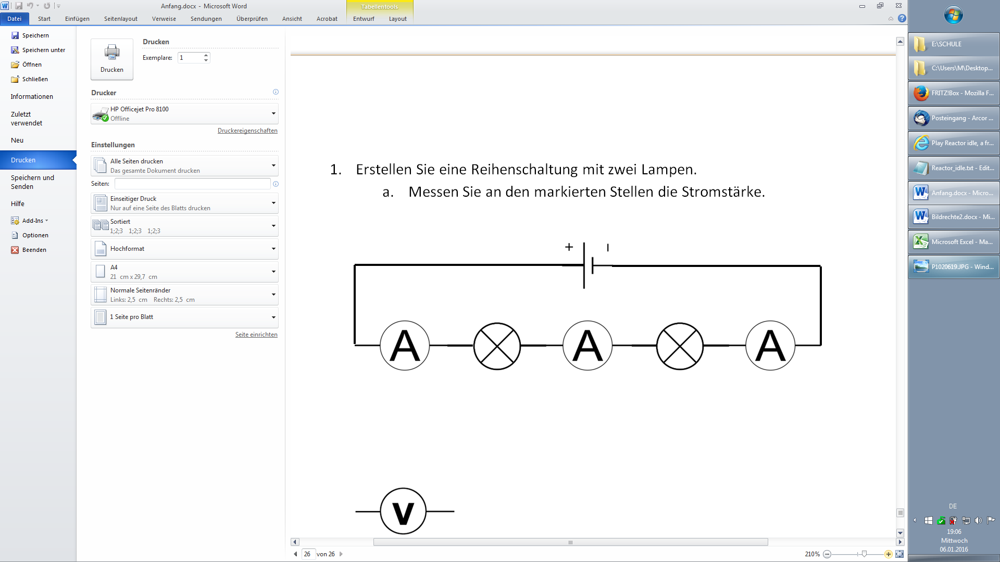 Anfang.docx - Microsoft Word
Tabellentools
Datei Start Einfügen Seitenlayout Verweise Sendungen Überprüfen Ansicht Acrobat Entwurf Layout
Speichern
Speichern unter
Öffnen
Schließen
Informationen
Zuletzt
verwendet
Neu
Drucken
Speichern und
Senden
Hilfe
Add-Ins
Optionen
Beenden
Drucken
Drucken
Exemplare: 1
Drucker
HP Officejet Pro 8100
Offline
Druckereigenschaften
Einstellungen
Alle Seiten drucken
Das gesamte Dokument drucken
Seiten:
Einseitiger Druck
Nur auf eine Seite des Blatts drucken
Sortiert
1;2;3 1;2;3 1;2;3
Hochformat
A4
21 cm x 29,7 cm
Normale Seitenränder
Links: 2,5 cm Rechts: 2,5 cm
1 Seite pro Blatt
Seite einrichten
1. Erstellen Sie eine Reihenschaltung mit zwei Lampen.
a. Messen Sie an den markierten Stellen die Stromstärke.
+ I
A A A
V
26 von 26
210%
E:\SCHULE
C:\Users\M\Desktop...
FRITZ!Box - Mozilla F...
Posteingang - Arcor ...
Play Reactor idle, a fr...
Reactor_idle.txt - Edit...
Anfang.docx - Micro...
Bildrechte2.docx - Mi...
Microsoft Excel - Ma...
P1020619.JPG - Wind...
DE
19:06
Mittwoch
06.01.2016